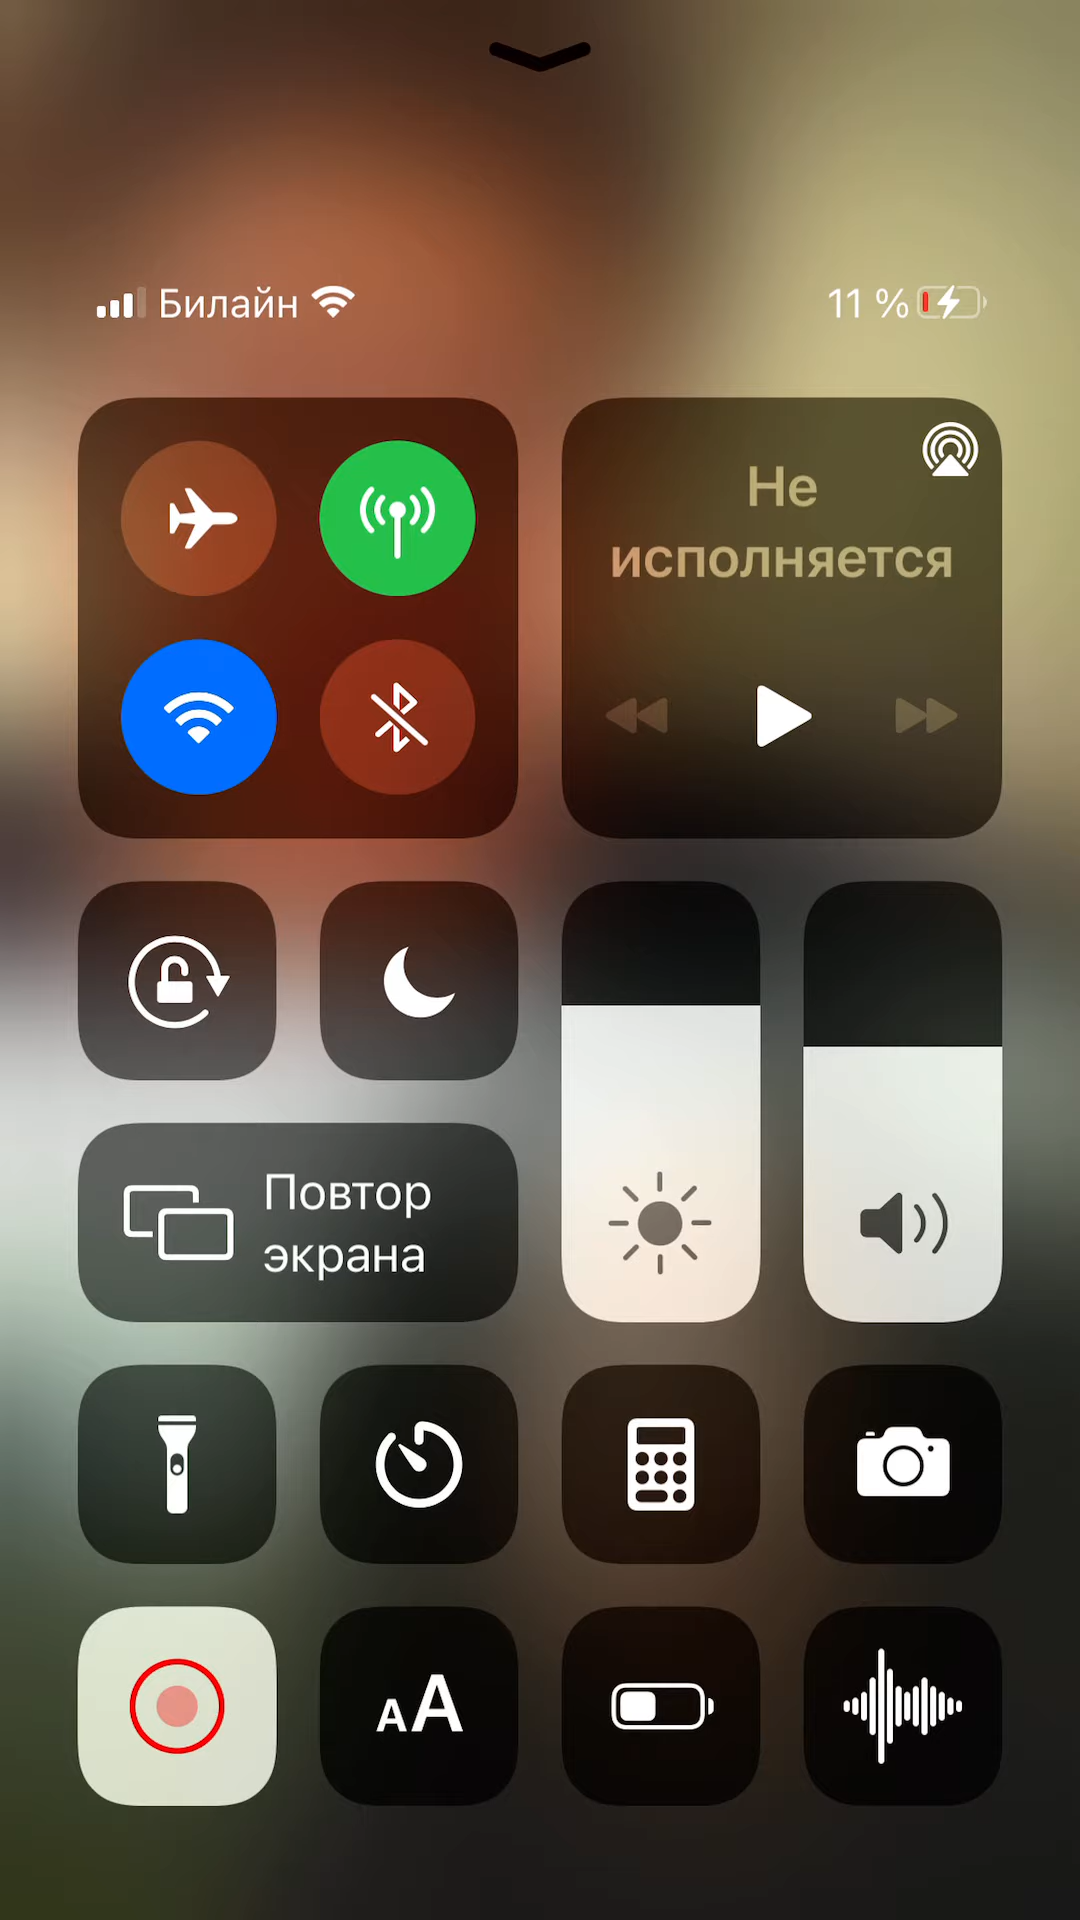 Билайн
11 %
Не
исполняется
Повтор
экрана
AA